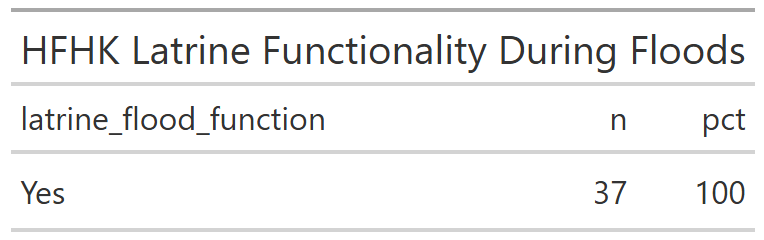 HFHK Latrine Functionality During Floods
latrine_flood_function n pct
Yes 37 100